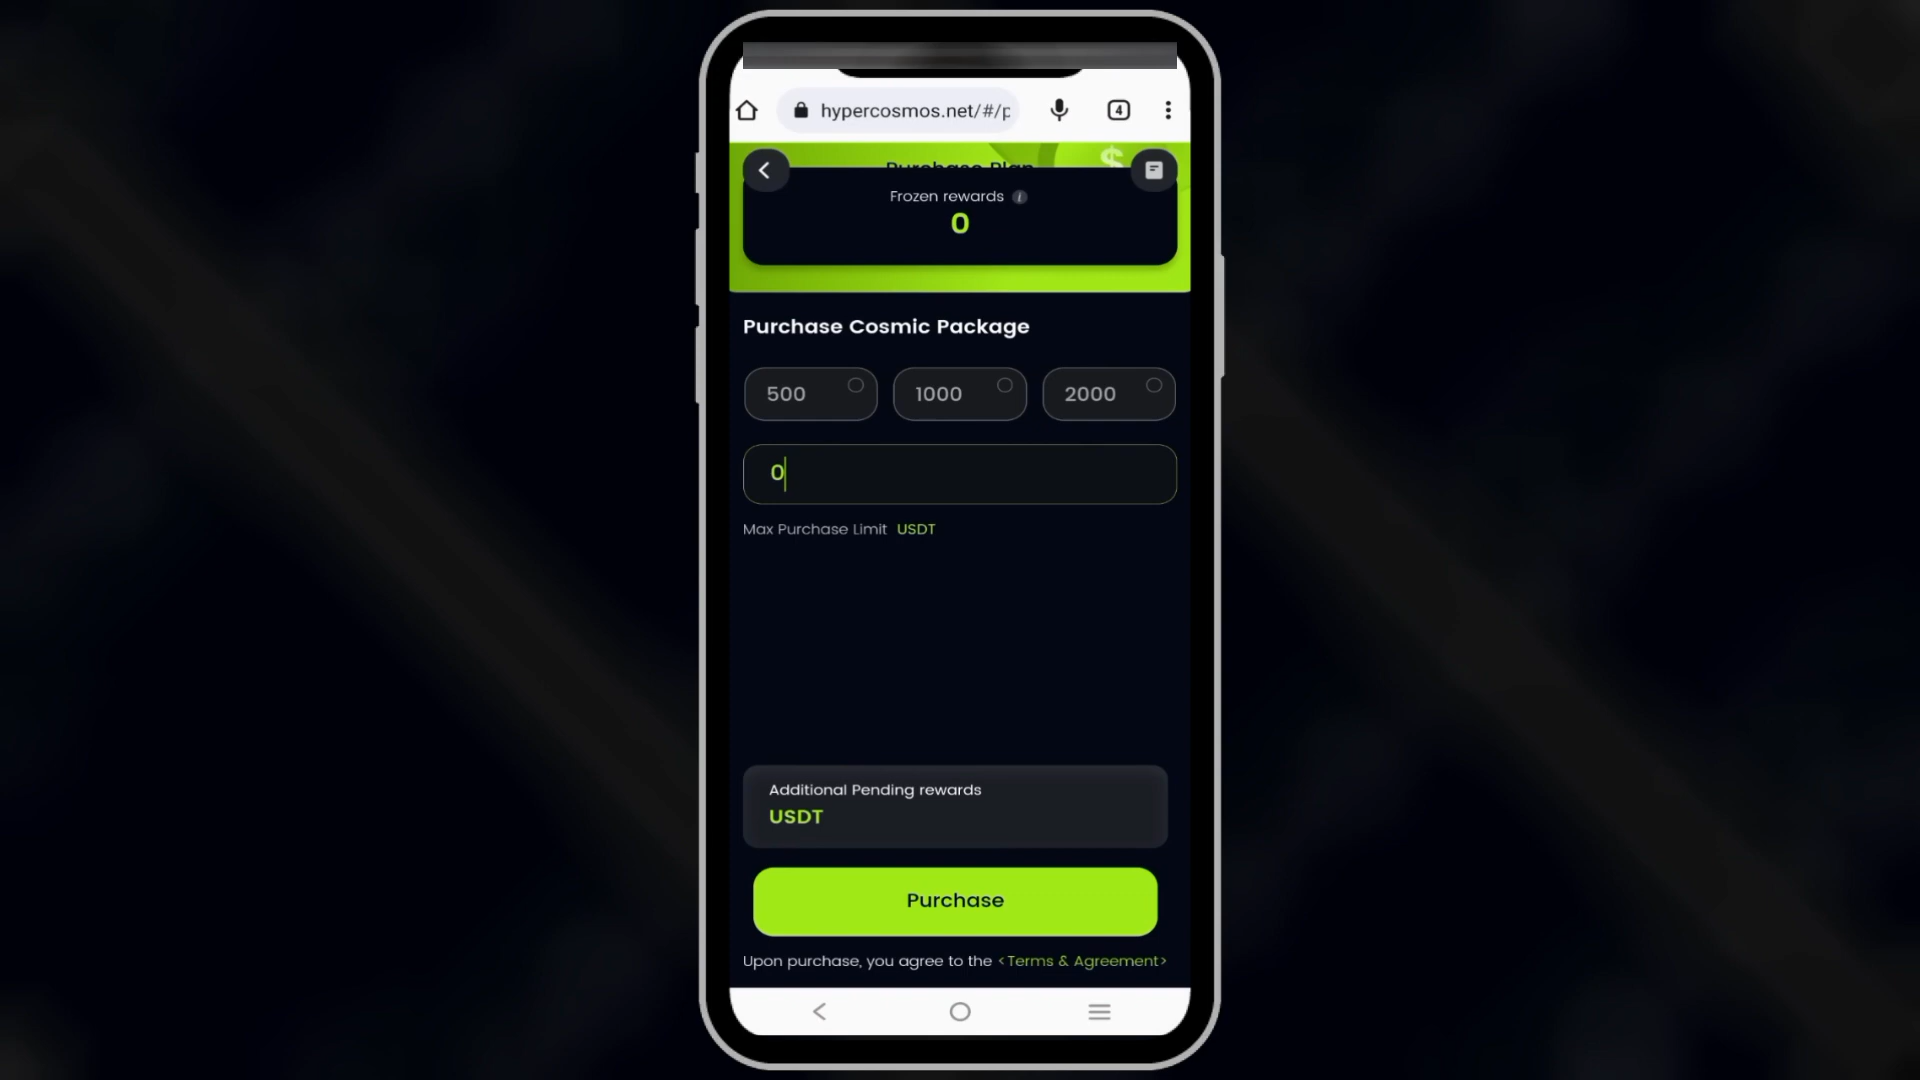 hypercosmos.net/#/p
4
Purchase Plan
$
Frozen rewards i
0
Purchase Cosmic Package
500 1000 2000
0
Max Purchase Limit USDT
Additional Pending rewards
USDT
Purchase
Upon purchase, you agree to the <Terms & Agreement>